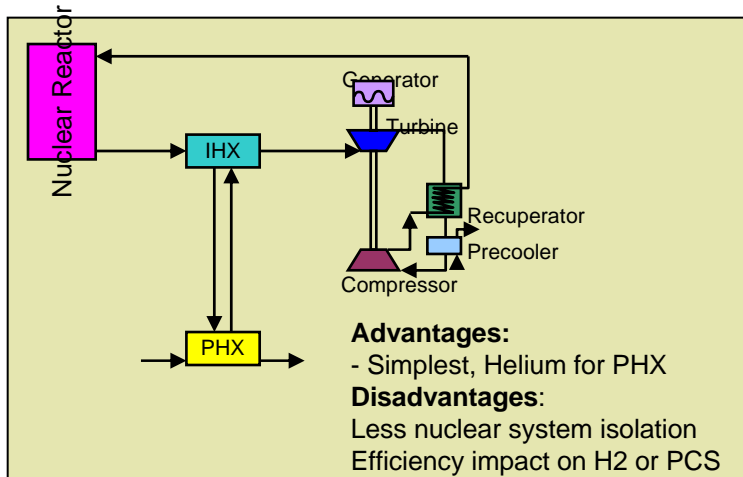 Nuclear Reactor
Generator
Turbine
IHX
Recuperator
Precooler
Compressor
PHX
Advantages:
- Simplest, Helium for PHX
Disadvantages:
Less nuclear system isolation
Efficiency impact on H2 or PCS